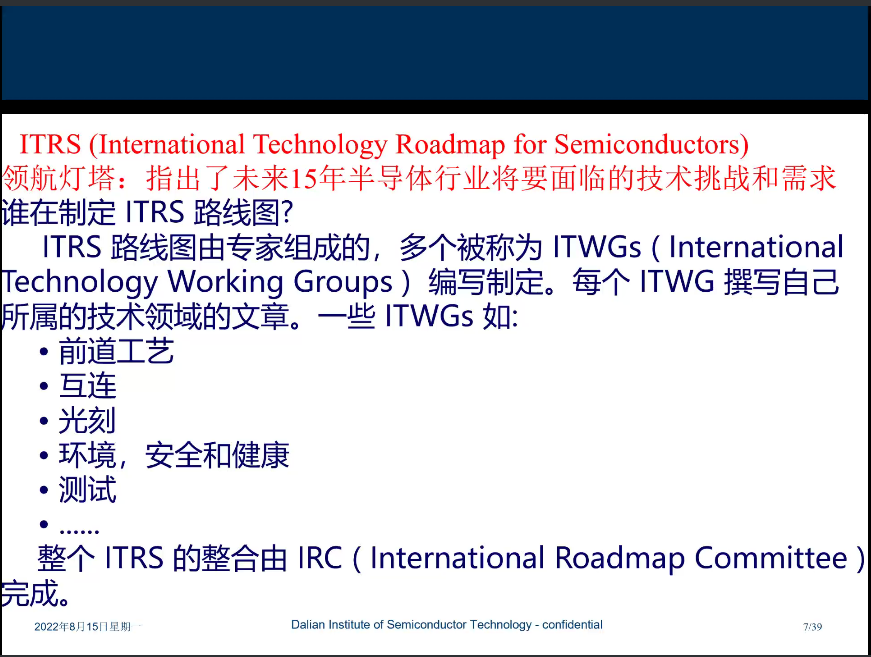 ITRS (International Technology Roadmap for Semiconductors)
领航灯塔：指出了未来15年半导体行业将要面临的技术挑战和需求
谁在制定 ITRS 路线图?
ITRS 路线图由专家组成的，多个被称为 ITWGs ( International
Technology Working Groups ) 编写制定。每个 ITWG 撰写自己
所属的技术领域的文章。一些 ITWGs 如:
• 前道工艺
• 互连
• 光刻
• 环境，安全和健康
• 测试
• ......
整个 ITRS 的整合由 IRC ( International Roadmap Committee )
完成。
2022年8月15日星期一
Dalian Institute of Semiconductor Technology - confidential
7/39